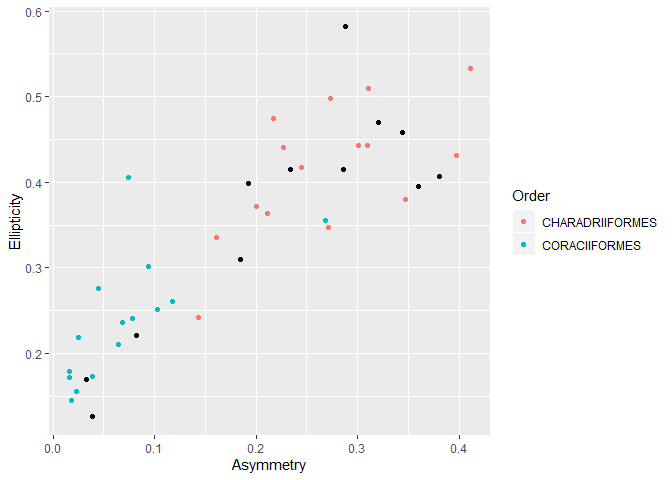 0.6
0.5
0.4
0.3
0.2
Ellipticity
0.0 0.1 0.2 0.3 0.4
Asymmetry
Order
CHARADRIIFORMES
CORACIIFORMES